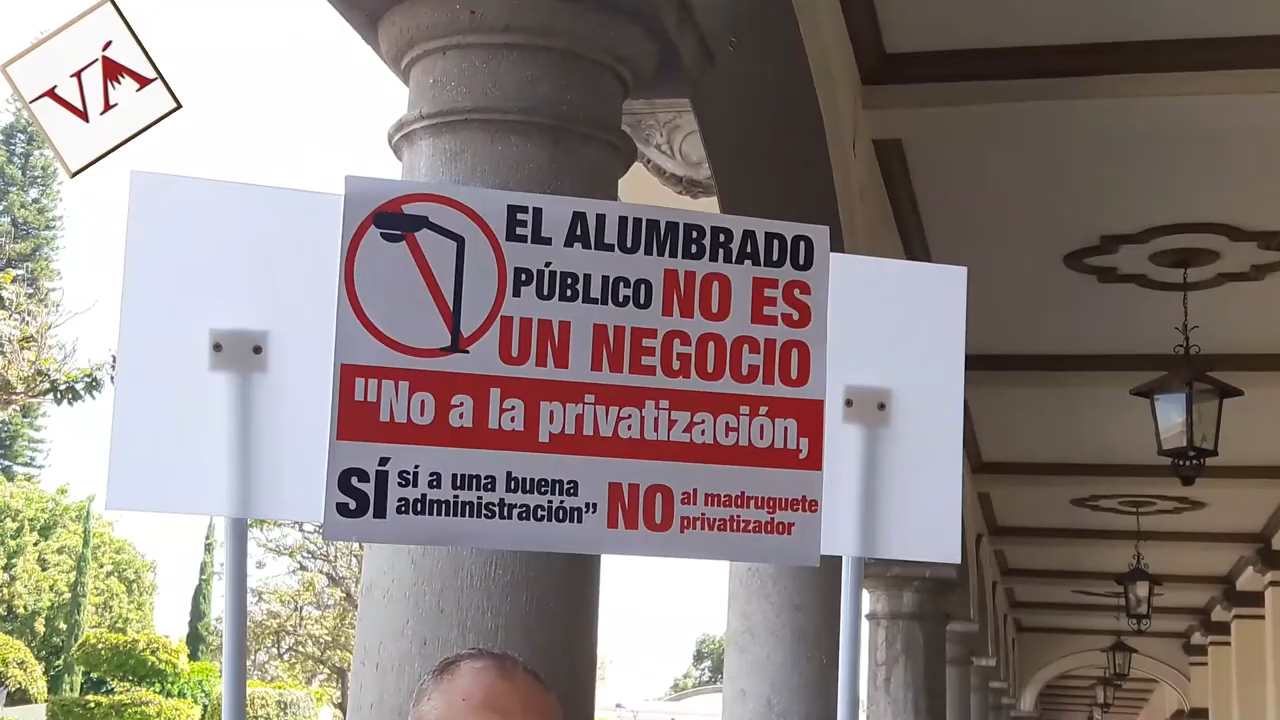 VÁ
EL ALUMBRADO
PÚBLICO NO ES
UN NEGOCIO
"No a la privatización,
SÍ sí a una buena
administración”
NO al madruguete
privatizador